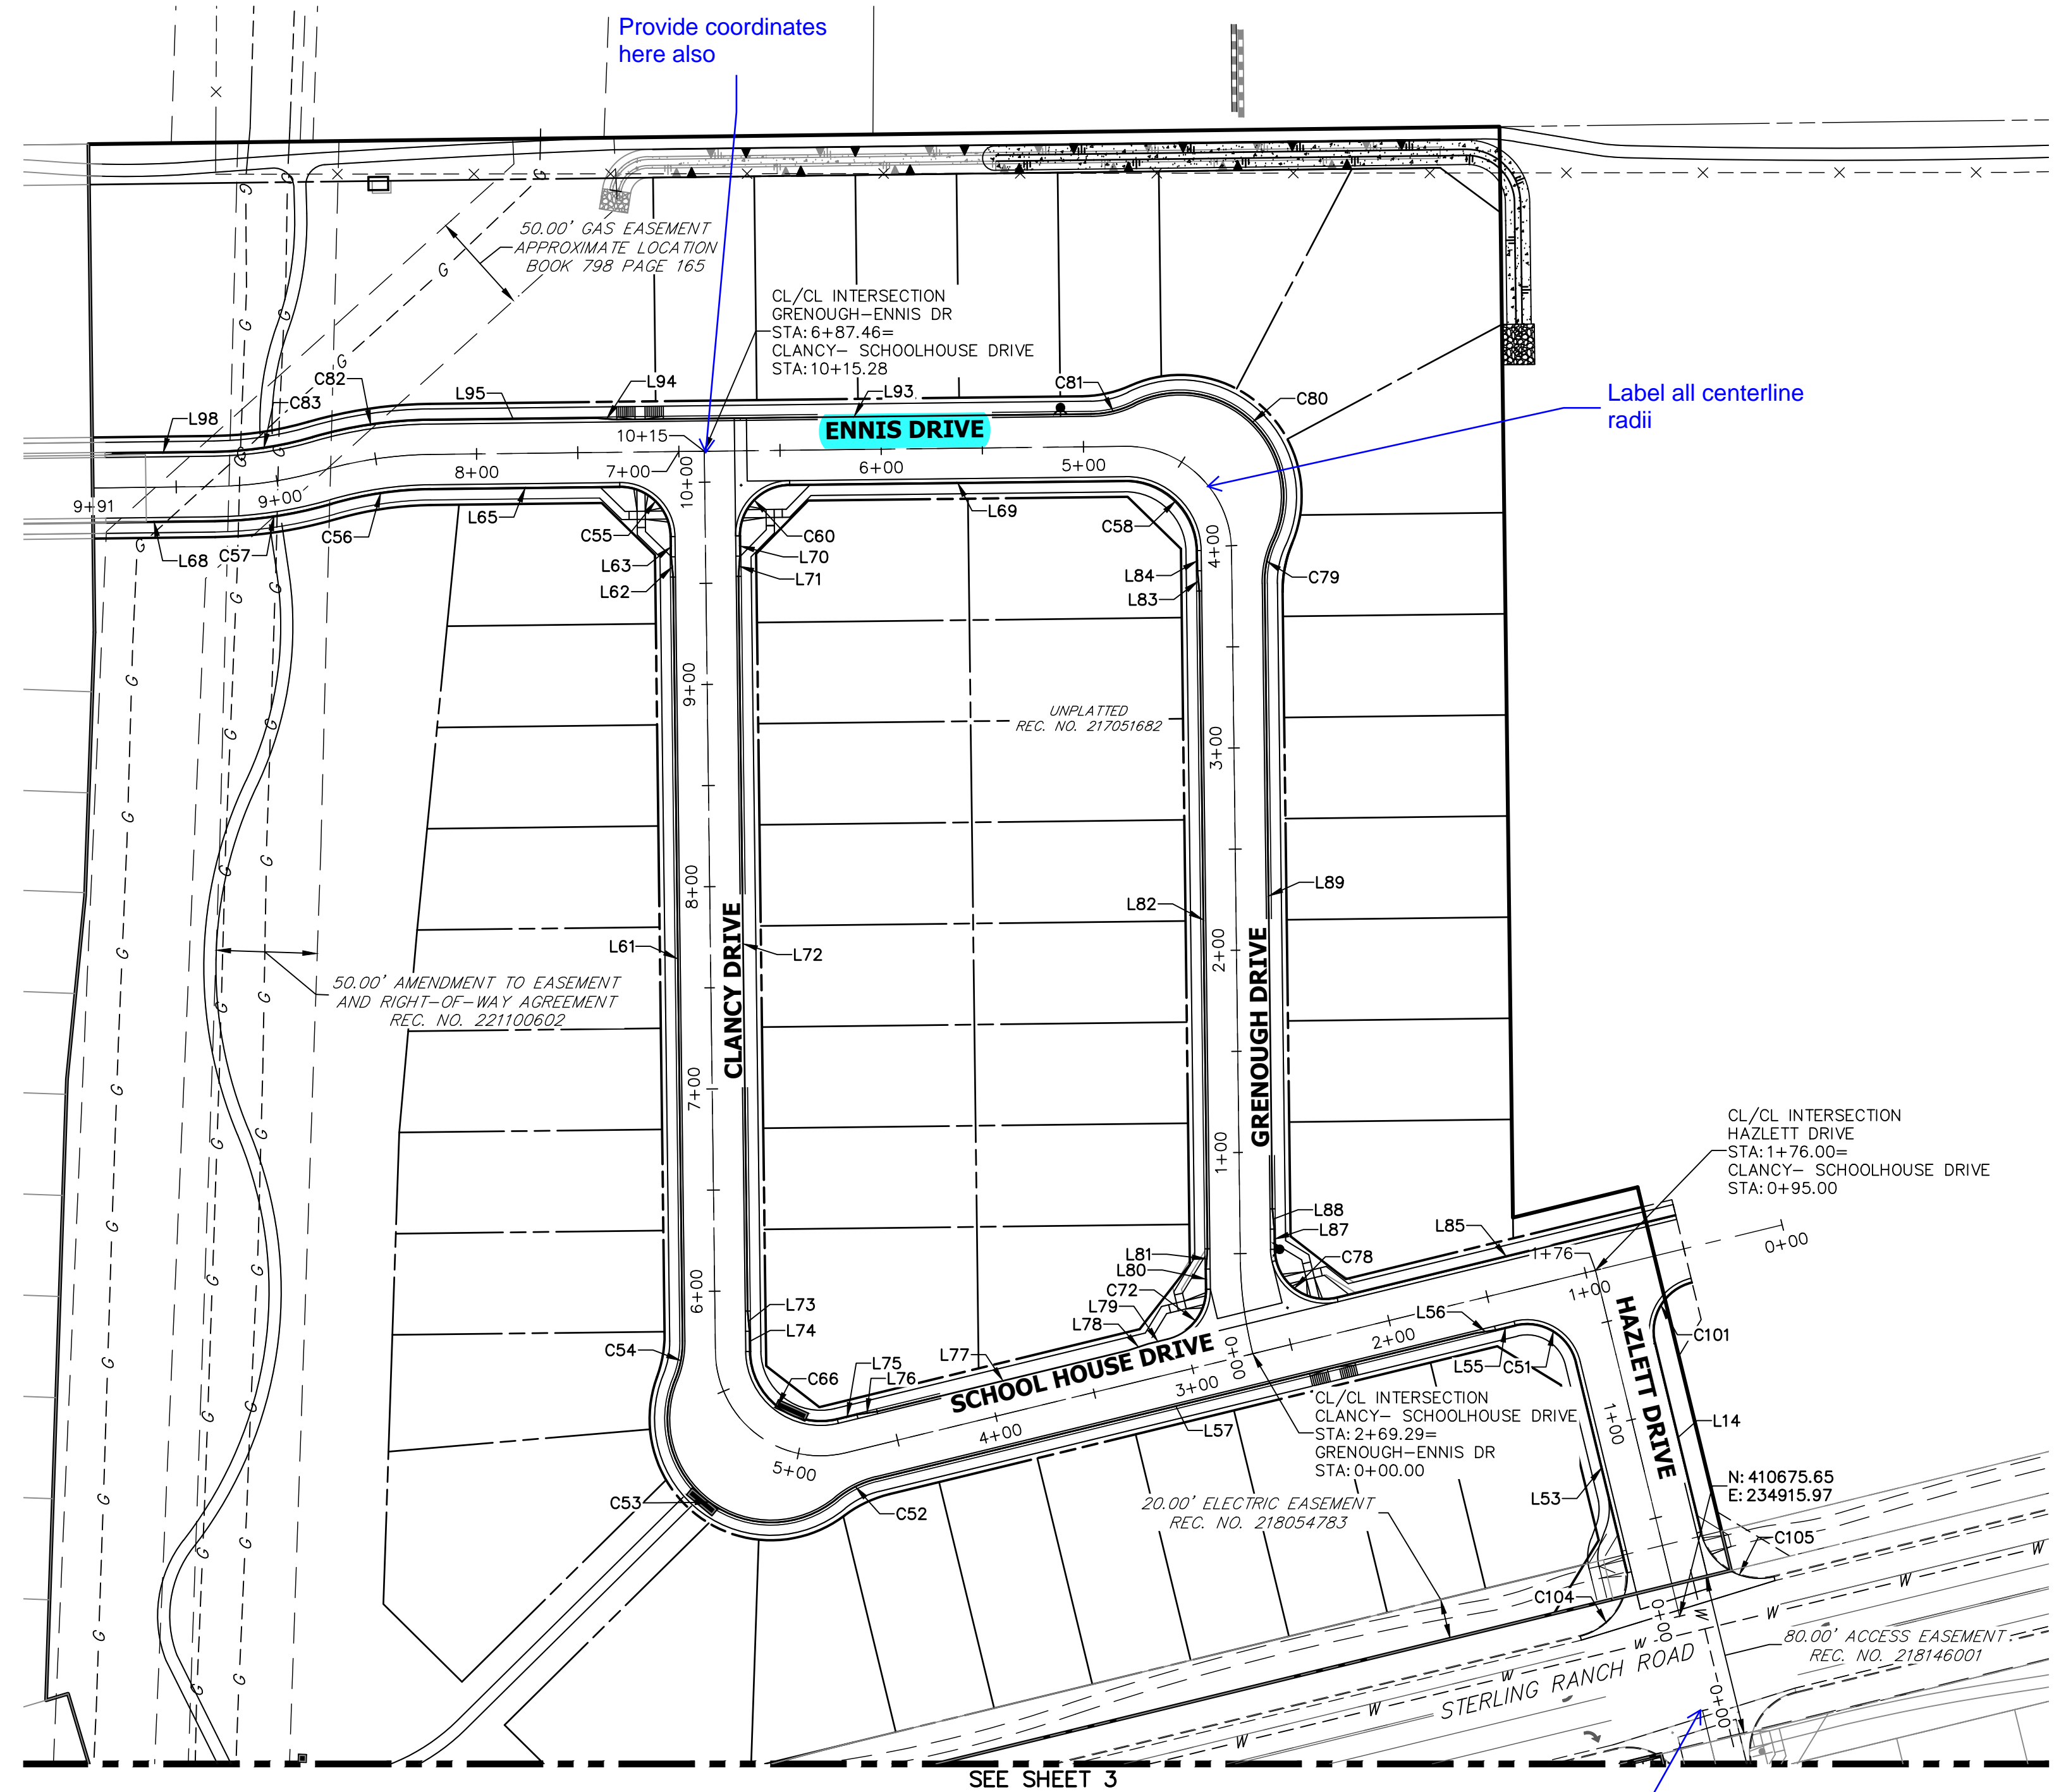 Provide coordinates
here also
50.00' GAS EASEMENT
APPROXIMATE LOCATION
BOOK 798 PAGE 165
CL/CL INTERSECTION
GRENOUGH-ENNIS DR
STA: 6+87.46=
CLANCY- SCHOOLHOUSE DRIVE
STA: 10+15.28
Label all centerline
radii
C82
C83
L98
L95
L94
L93
C81
C80
ENNIS DRIVE
10+15
10+00
9+91
9+00
8+00
7+00
6+00
5+00
4+00
L68
C57
C56
L65
C55
L63
L62
C60
L70
L71
L69
C58
L84
L83
C79
UNPLATTED
REC. NO. 217051682
9+00
8+00
7+00
6+00
3+00
2+00
1+00
L61
CLANCY DRIVE
L72
L82
L89
GRENOUGH DRIVE
50.00' AMENDMENT TO EASEMENT
AND RIGHT-OF-WAY AGREEMENT
REC. NO. 221100602
CL/CL INTERSECTION
HAZLETT DRIVE
STA: 1+76.00=
CLANCY- SCHOOLHOUSE DRIVE
STA: 0+95.00
L88
L87
C78
L85
1+76
0+00
1+00
L81
L80
C72
L79
L78
L73
L74
C54
C66
L75
L76
L77
SCHOOL HOUSE DRIVE
0+00
L56
2+00
3+00
4+00
5+00
L55
C51
HAZLETT DRIVE
C101
1+00
L14
L57
CL/CL INTERSECTION
CLANCY- SCHOOLHOUSE DRIVE
STA: 2+69.29=
GRENOUGH-ENNIS DR
STA: 0+00.00
C53
C52
L53
N: 410675.65
E: 234915.97
20.00' ELECTRIC EASEMENT
REC. NO. 218054783
C105
C104
0+00
80.00' ACCESS EASEMENT
REC. NO. 218146001
STERLING RANCH ROAD
0+00
SEE SHEET 3